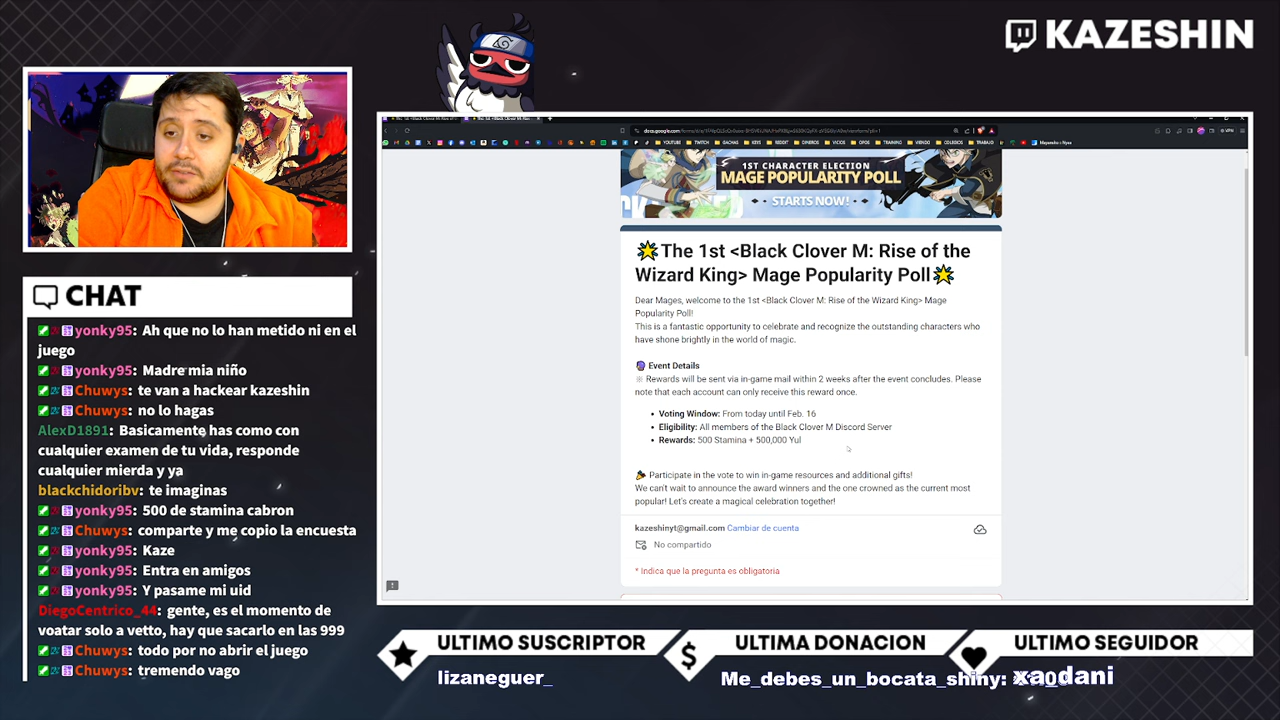 KAZESHIN
1ST CHARACTER ELECTION
MAGE POPULARITY POLL
STARTS NOW!
The 1st <Black Clover M: Rise of the
Wizard King> Mage Popularity Poll
Dear Mages, welcome to the 1st <Black Clover M: Rise of the Wizard King> Mage
Popularity Poll!
This is a fantastic opportunity to celebrate and recognize the outstanding characters who
have shone brightly in the world of magic.
Event Details
※ Rewards will be sent via in-game mail within 2 weeks after the event concludes. Please
note that each account can only receive this reward once.
• Voting Window: From today until Feb. 16
• Eligibility: All members of the Black Clover M Discord Server
• Rewards: 500 Stamina + 500,000 Yul
Participate in the vote to win in-game resources and additional gifts!
We can't wait to announce the award winners and the one crowned as the current most
popular! Let's create a magical celebration together!
kazeshinyt@gmail.com Cambiar de cuenta
No compartido
* Indica que la pregunta es obligatoria
CHAT
yonky95: Ah que no lo han metido ni en el
juego
yonky95: Madre mia niño
Chuwys: te van a hackear kazeshin
Chuwys: no lo hagas
AlexD1891: Basicamente has como con
cualquier examen de tu vida, responde
cualquier mierda y ya
blackchidoribv: te imaginas
yonky95: 500 de stamina cabron
Chuwys: comparte y me copio la encuesta
yonky95: Kaze
yonky95: Entra en amigos
yonky95: Y pasame mi uid
DiegoCentrico_44: gente, es el momento de
voatar solo a vetto, hay que sacarlo en las 999
Chuwys: todo por no abrir el juego
Chuwys: tremendo vago
ULTIMO SUSCRIPTOR
lizaneguer_
ULTIMA DONACION
Me_debes_un_bocata_shiny:
ULTIMO SEGUIDOR
xa_dani